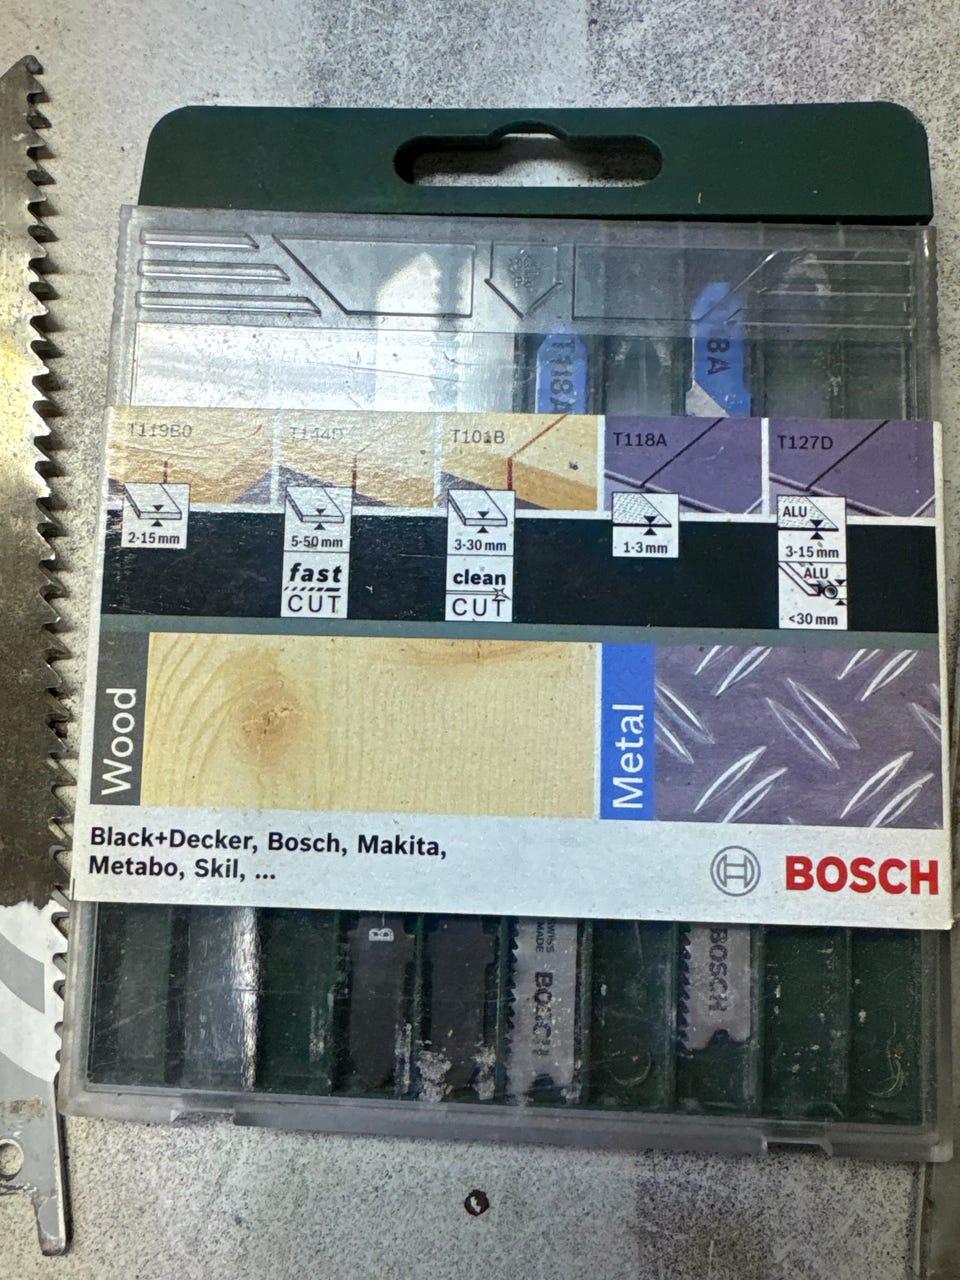 T118A
8A
T119BO
T144D
T101B
T118A
T127D
2-15 mm
5-50 mm
3-30 mm
1-3 mm
ALU
3-15 mm
fast
CUT
clean
CUT
ALU
<30 mm
Wood
Metal
Black+Decker, Bosch, Makita,
Metabo, Skil, ...
BOSCH
B
SWISS
MADE
BOSCH
BOSCH